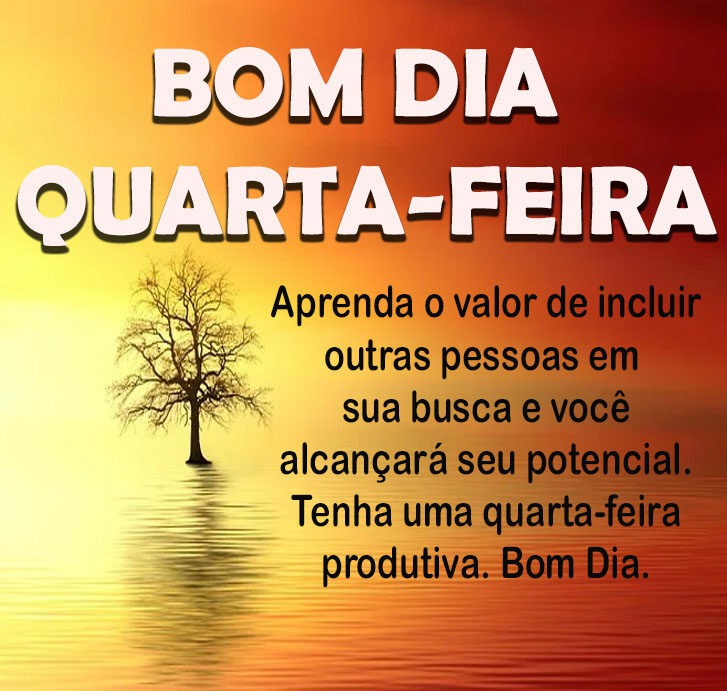 BOM DIA
QUARTA-FEIRA
Aprenda o valor de incluir
outras pessoas em
sua busca e você
alcançará seu potencial.
Tenha uma quarta-feira
produtiva. Bom Dia.